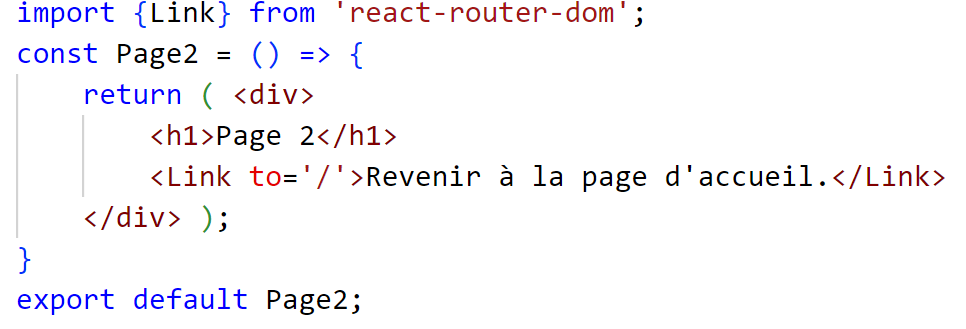 import {Link} from 'react-router-dom';
const Page2 = () => {
    return ( <div>
        <h1>Page 2</h1>
        <Link to='/'>Revenir à la page d'accueil.</Link>
    </div> );
}
export default Page2;